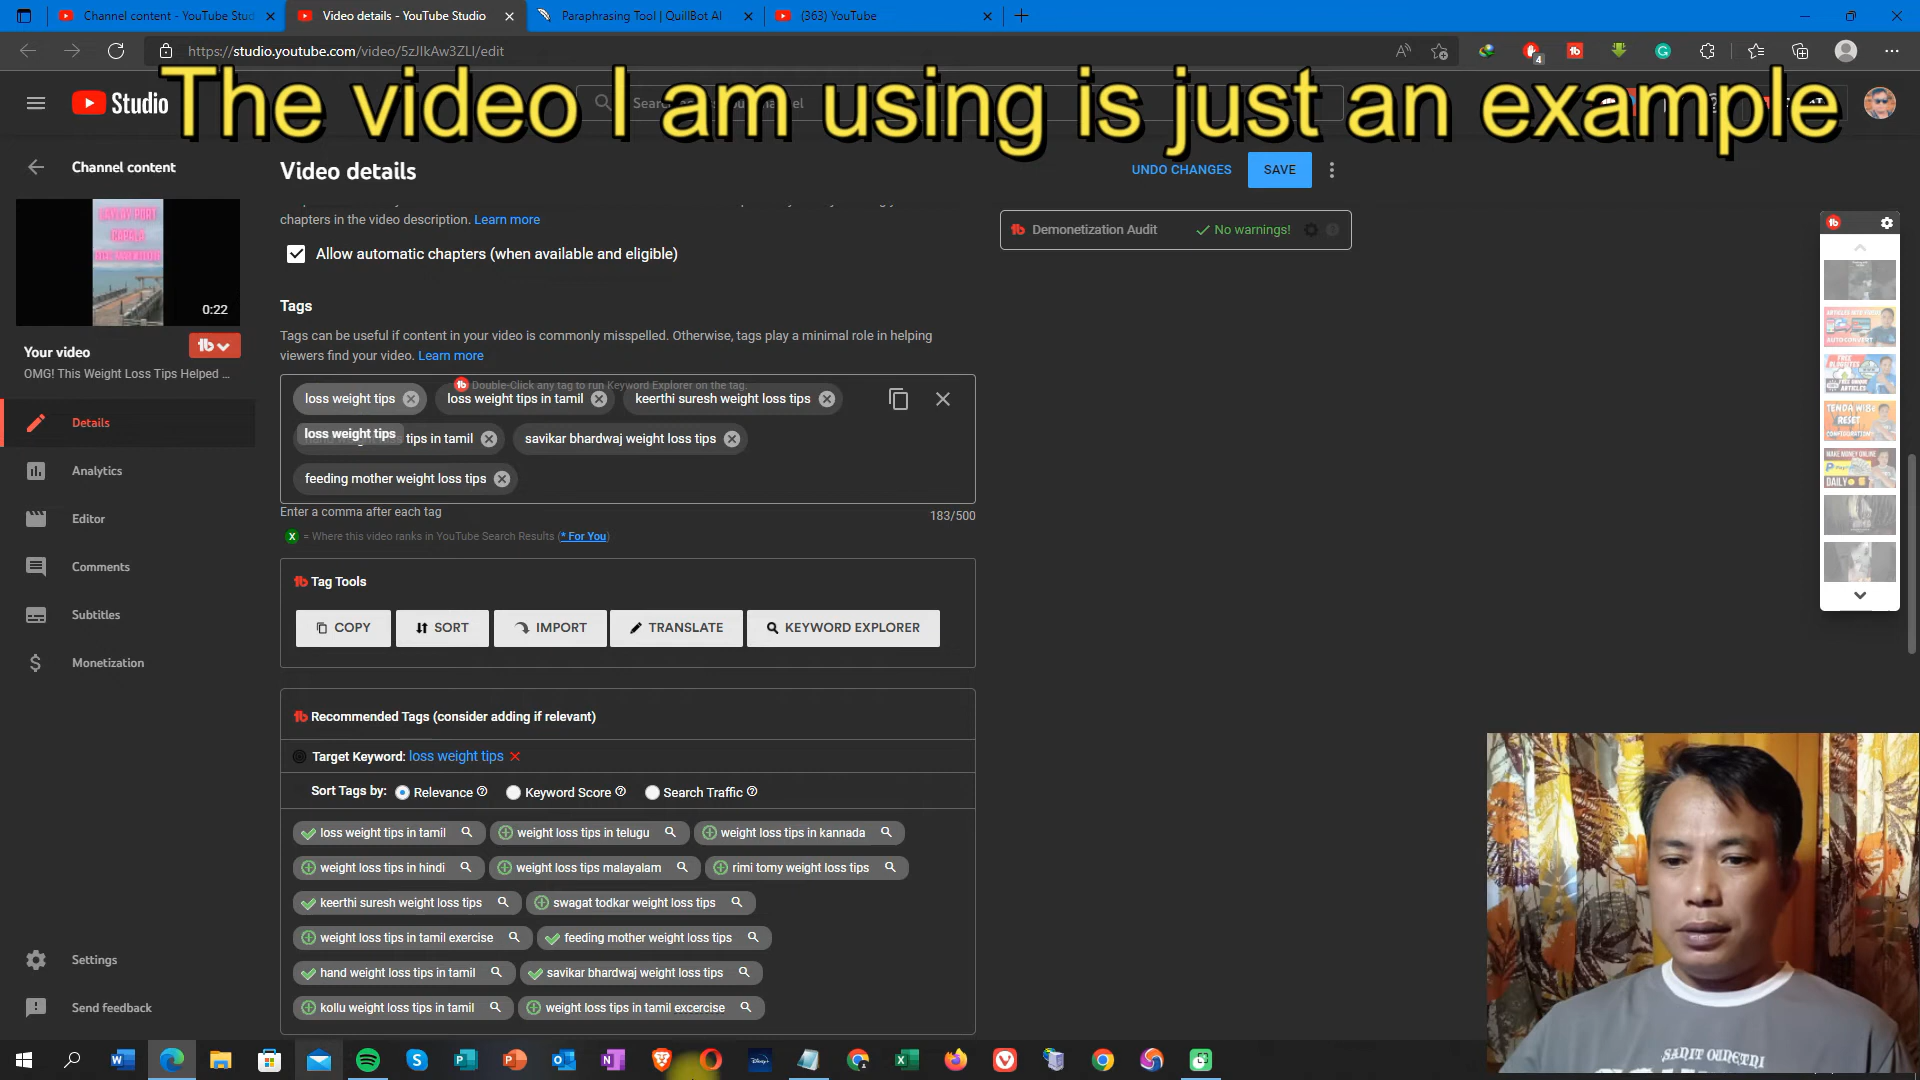 Channel content - YouTube Stud
Video details - YouTube Studio
Paraphrasing Tool | QuillBot AI
(363) YouTube
https://studio.youtube.com/video/5zJIkAw3ZLI/edit
4
The video I am using is just an example
Studio
Channel content
Video details
UNDO CHANGES
SAVE
chapters in the video description. Learn more
Demonetization Audit
No warnings!
Allow automatic chapters (when available and eligible)
0:22
Tags
Tags can be useful if content in your video is commonly misspelled. Otherwise, tags play a minimal role in helping
viewers find your video. Learn more
Your video
OMG! This Weight Loss Tips Helped ...
Double-Click any tag to run Keyword Explorer on the tag.
loss weight tips
loss weight tips in tamil
keerthi suresh weight loss tips
loss weight tips
tips in tamil
savikar bhardwaj weight loss tips
feeding mother weight loss tips
Enter a comma after each tag
183/500
X = Where this video ranks in YouTube Search Results (* For You)
Details
Analytics
Editor
Comments
Subtitles
Monetization
Settings
Send feedback
Tag Tools
COPY
SORT
IMPORT
TRANSLATE
KEYWORD EXPLORER
Recommended Tags (consider adding if relevant)
Target Keyword: loss weight tips
Sort Tags by:
Relevance
Keyword Score
Search Traffic
loss weight tips in tamil
weight loss tips in telugu
weight loss tips in kannada
weight loss tips in hindi
weight loss tips malayalam
rimi tomy weight loss tips
keerthi suresh weight loss tips
swagat todkar weight loss tips
weight loss tips in tamil exercise
feeding mother weight loss tips
hand weight loss tips in tamil
savikar bhardwaj weight loss tips
kollu weight loss tips in tamil
weight loss tips in tamil excercise